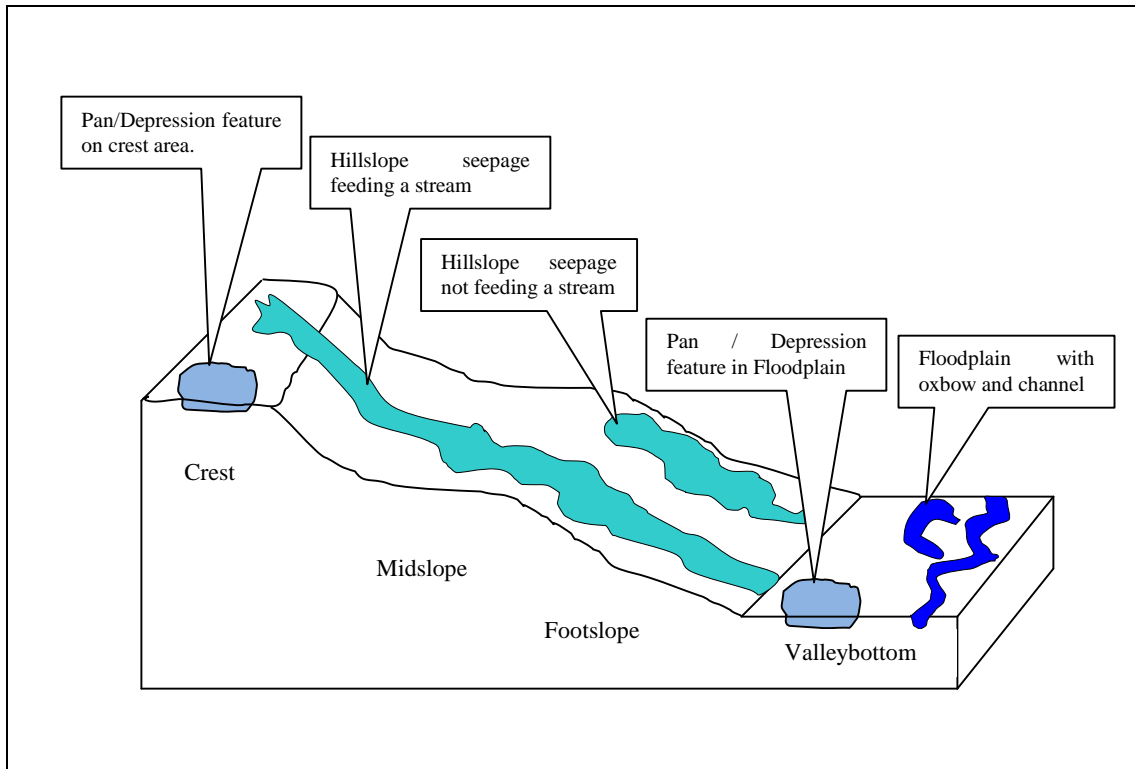 Pan/Depression feature
on crest area.
Hillslope seepage
feeding a stream
Hillslope seepage
not feeding a stream
Pan / Depression
feature in Floodplain
Floodplain with
oxbow and channel
Crest
Midslope
Footslope
Valleybottom